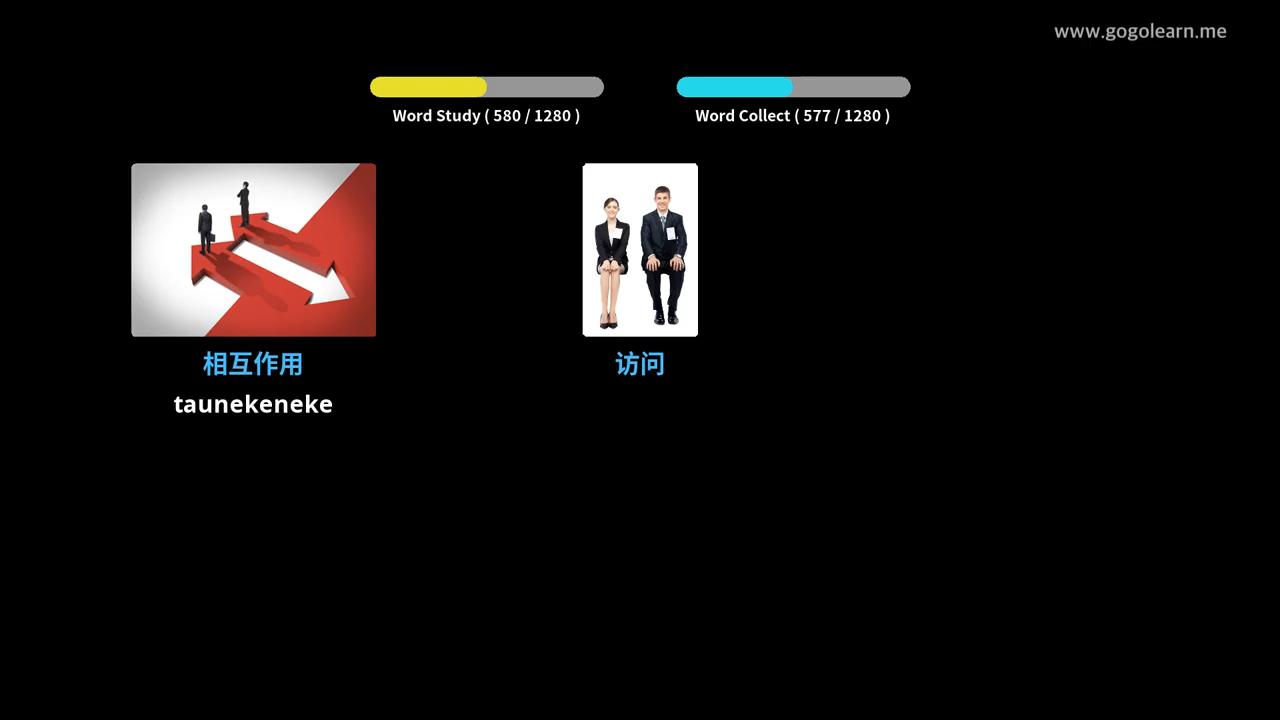 www.gogolearn.me
Word Study ( 580 / 1280 )
Word Collect ( 577 / 1280 )
相互作用
taunekeneke
访问